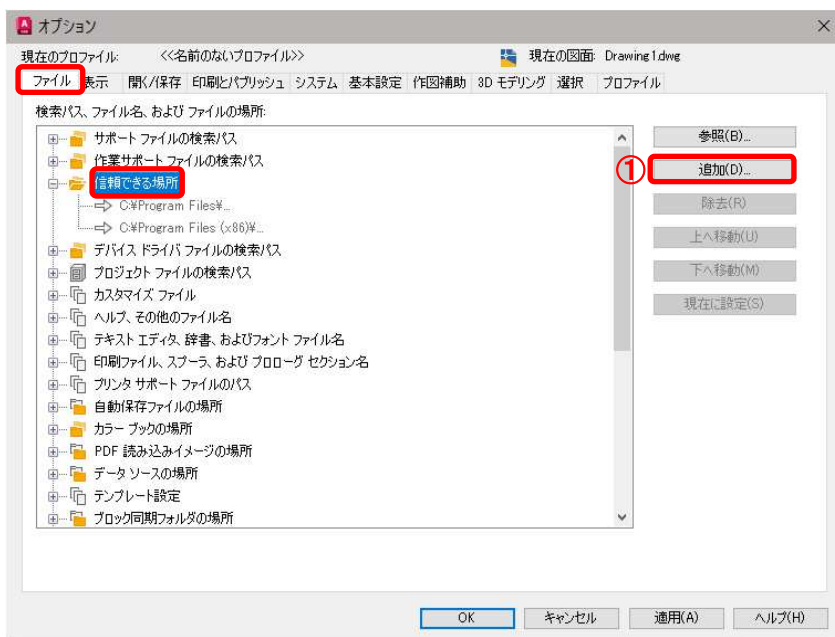 オプション
現在のプロファイル: <<名前のないプロファイル>> 現在の図面: Drawing1.dwg
ファイル 表示 開く/保存 印刷とパブリッシュ システム 基本設定 作図補助 3D モデリング 選択 プロファイル
検索パス、ファイル名、および ファイルの場所:
サポート ファイルの検索パス
作業サポート ファイルの検索パス
信頼できる場所
C:¥Program Files¥...
C:¥Program Files (x86)¥...
デバイス ドライバ ファイルの検索パス
プロジェクト ファイルの検索パス
カスタマイズ ファイル
ヘルプ、その他のファイル名
テキスト エディタ、辞書、およびフォント ファイル名
印刷ファイル、スプーラ、および プロローグ セクション名
プリンタ サポート ファイルのパス
自動保存ファイルの場所
カラー ブックの場所
PDF 読み込みイメージの場所
データ ソースの場所
テンプレート設定
ブロック同期フォルダの場所
参照(B)...
① 追加(D)...
除去(R)
上へ移動(U)
下へ移動(M)
現在に設定(S)
OK キャンセル 適用(A) ヘルプ(H)